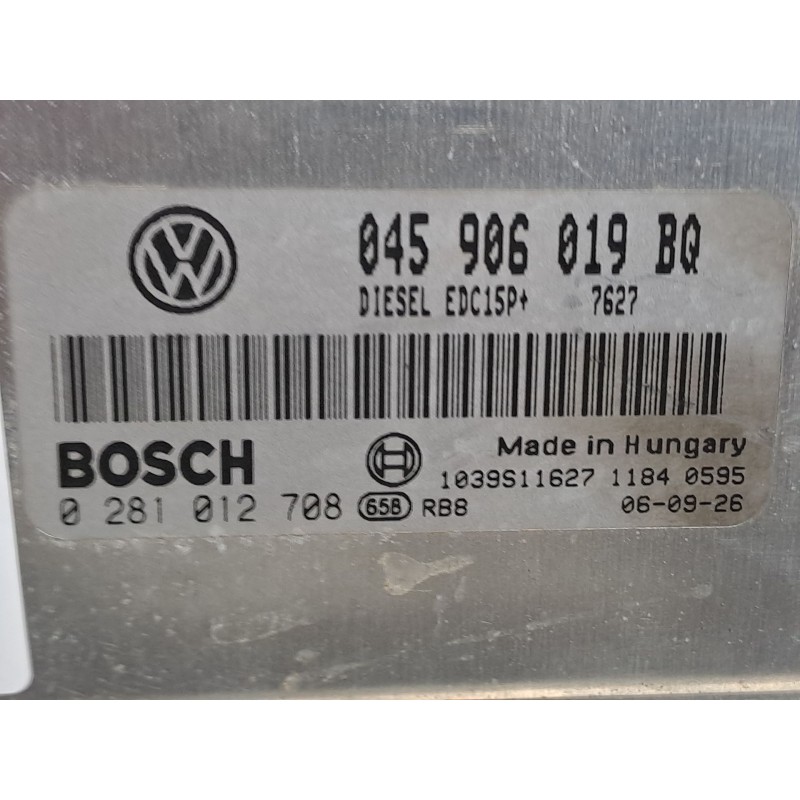 045 906 019 BQ
DIESEL EDC15P+ 7627
BOSCH
Made in Hungary
1039S11627 1184 0595
0 281 012 708 658 RB8 06-09-26